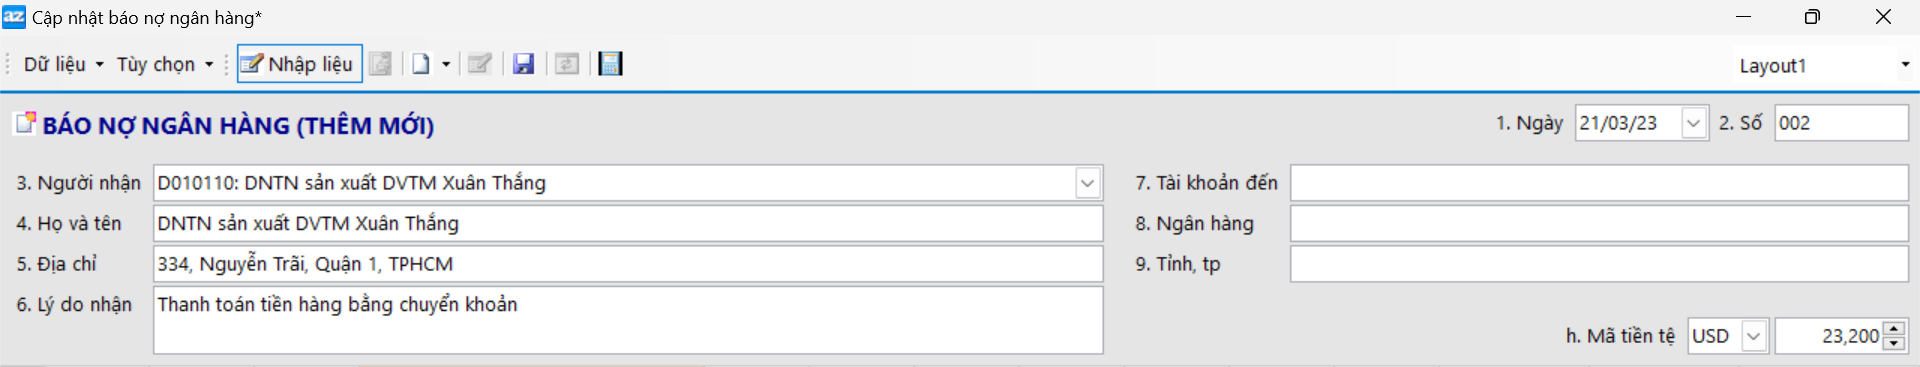 az Cập nhật báo nợ ngân hàng*
Dữ liệu Tùy chọn Nhập liệu Layout1
BÁO NỢ NGÂN HÀNG (THÊM MỚI) 1. Ngày 21/03/23 2. Số 002
3. Người nhận D010110: DNTN sản xuất DVTM Xuân Thắng 7. Tài khoản đến
4. Họ và tên DNTN sản xuất DVTM Xuân Thắng 8. Ngân hàng
5. Địa chỉ 334, Nguyễn Trãi, Quận 1, TPHCM 9. Tỉnh, tp
6. Lý do nhận Thanh toán tiền hàng bằng chuyển khoản
h. Mã tiền tệ USD 23,200